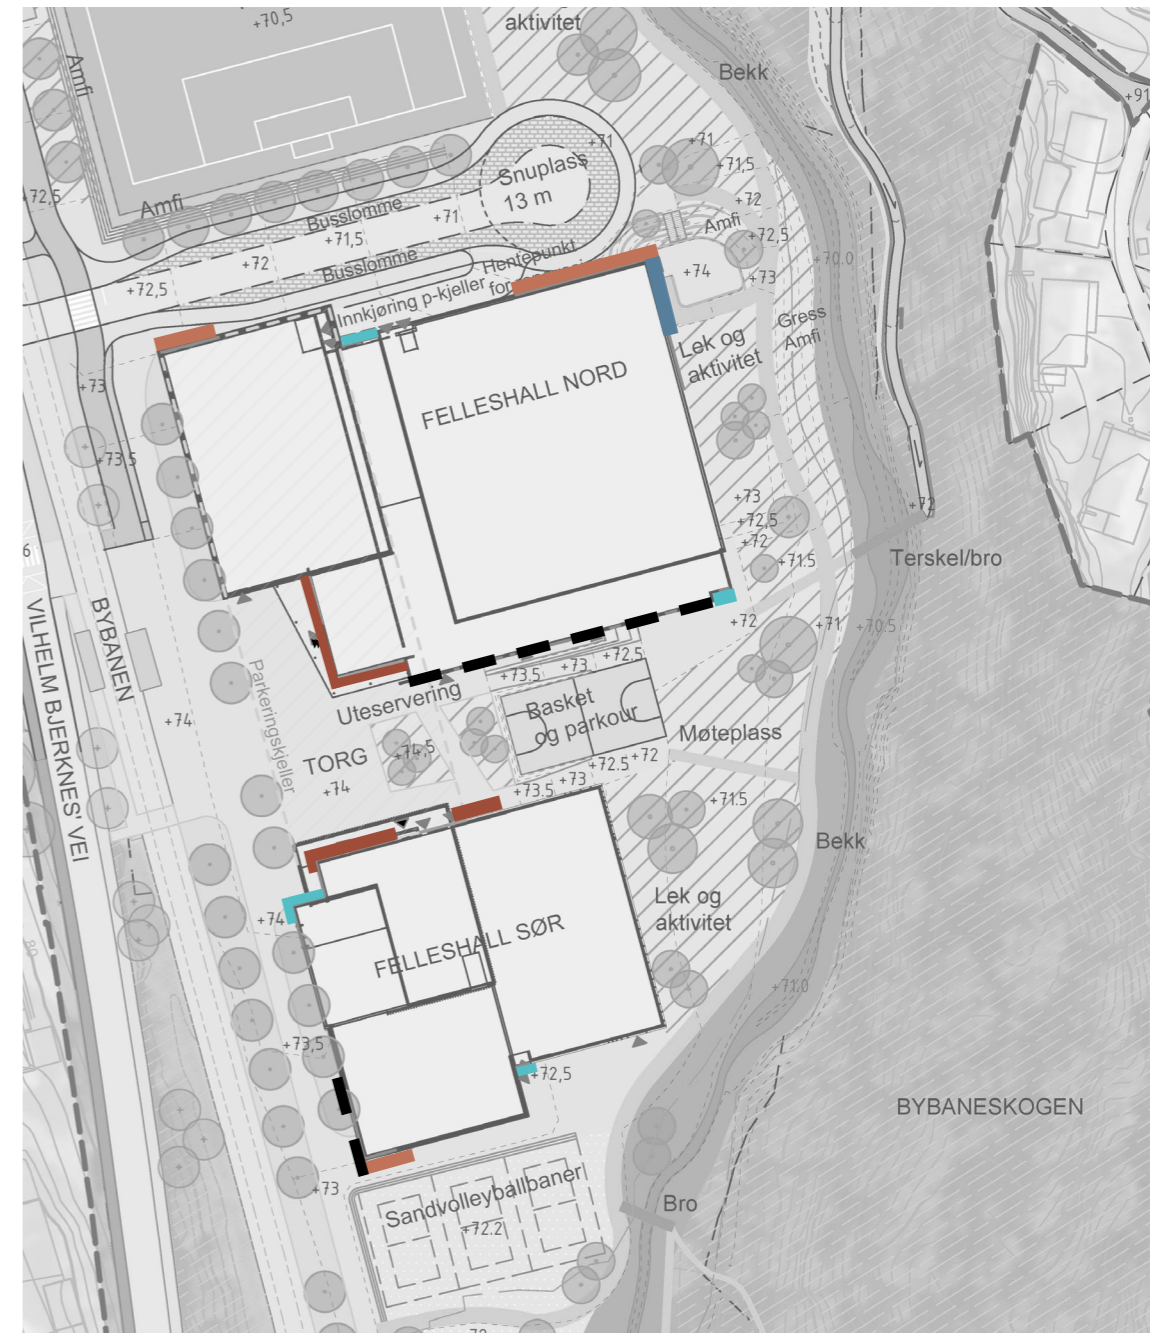 +70,5
aktivitet
Bekk
Amfi
+91
+71
+71
+71,5
Snuplass
13 m
+72,5
Amfi
Busslomme
+71
+72
Amfi
+71,5
+72,5
+72
Busslomme
Hentepunkt
+70.0
+74
+73
+72,5
Innkjøring p-kjeller
for
Gress
Amfi
Lek og
aktivitet
+73
FELLESHALL NORD
+73.5
+73
+72,5
+72
+72
+71.5
Terskel/bro
6
VILHELM BJERKNES' VEI
BYBANEN
+72
+71
+70.5
Parkeringskjeller
+72.5
+73
+73.5
Uteservering
Basket
og parkour
+74
Møteplass
TORG
+74,5
+72
+72.5
+73
+73.5
+74
+71.5
Bekk
Lek og
aktivitet
+74
FELLESHALL SØR
80
+71.0
+73,5
+72,5
BYBANESKOGEN
+73
Sandvolleyballbaner
+72.2
Bro